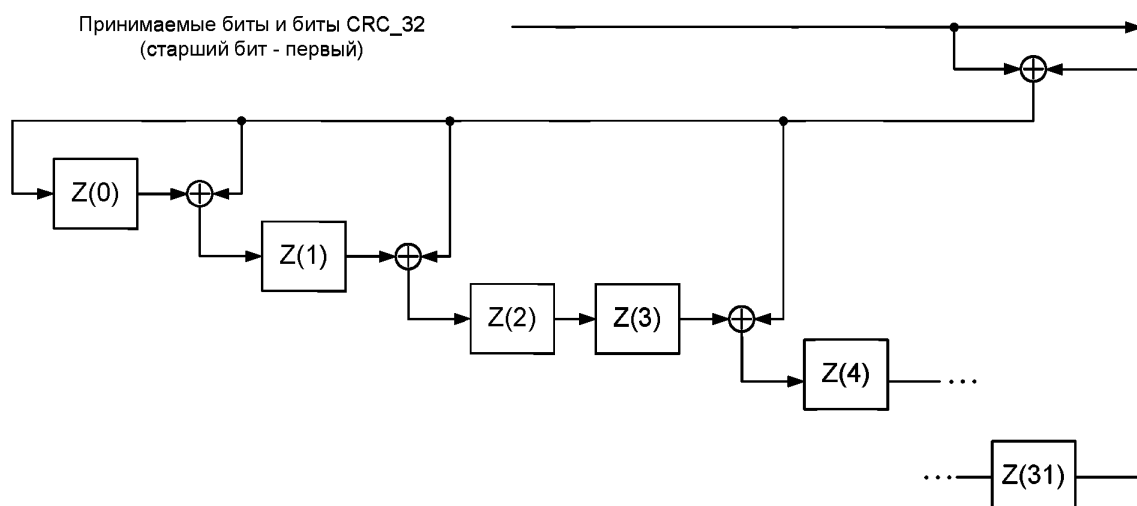 Принимаемые биты и биты CRC_32
(старший бит - первый)
Z(0)
Z(1)
Z(2)
Z(3)
Z(4)
...
...
Z(31)